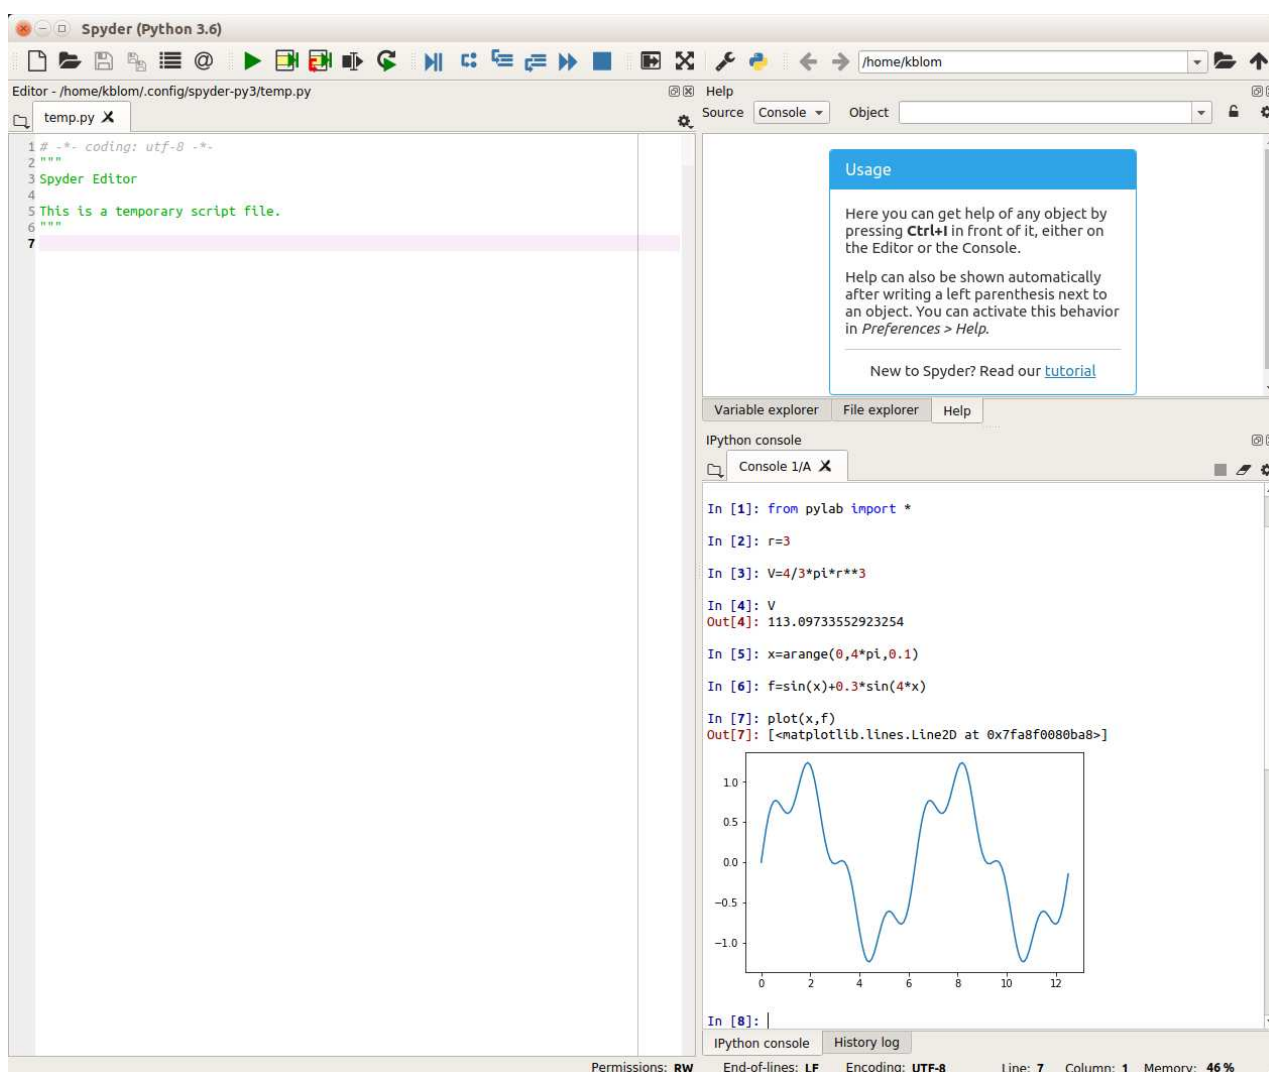 Spyder (Python 3.6)
@
/home/kblom
Editor - /home/kblom/.config/spyder-py3/temp.py
temp.py
1 # -*- coding: utf-8 -*-
2 """
3 Spyder Editor
4
5 This is a temporary script file.
6 """
7
Help
Source Console Object
Usage
Here you can get help of any object by
pressing Ctrl+I in front of it, either on
the Editor or the Console.
Help can also be shown automatically
after writing a left parenthesis next to
an object. You can activate this behavior
in Preferences > Help.
New to Spyder? Read our tutorial
Variable explorer File explorer Help
IPython console
Console 1/A
In [1]: from pylab import *
In [2]: r=3
In [3]: V=4/3*pi*r**3
In [4]: V
Out[4]: 113.09733552923254
In [5]: x=arange(0,4*pi,0.1)
In [6]: f=sin(x)+0.3*sin(4*x)
In [7]: plot(x,f)
Out[7]: [<matplotlib.lines.Line2D at 0x7fa8f0080ba8>]
1.0
0.5
0.0
−0.5
−1.0
0 2 4 6 8 10 12
In [8]:
IPython console History log
Permissions: RW End-of-lines: LF Encoding: UTF-8 Line: 7 Column: 1 Memory: 46 %